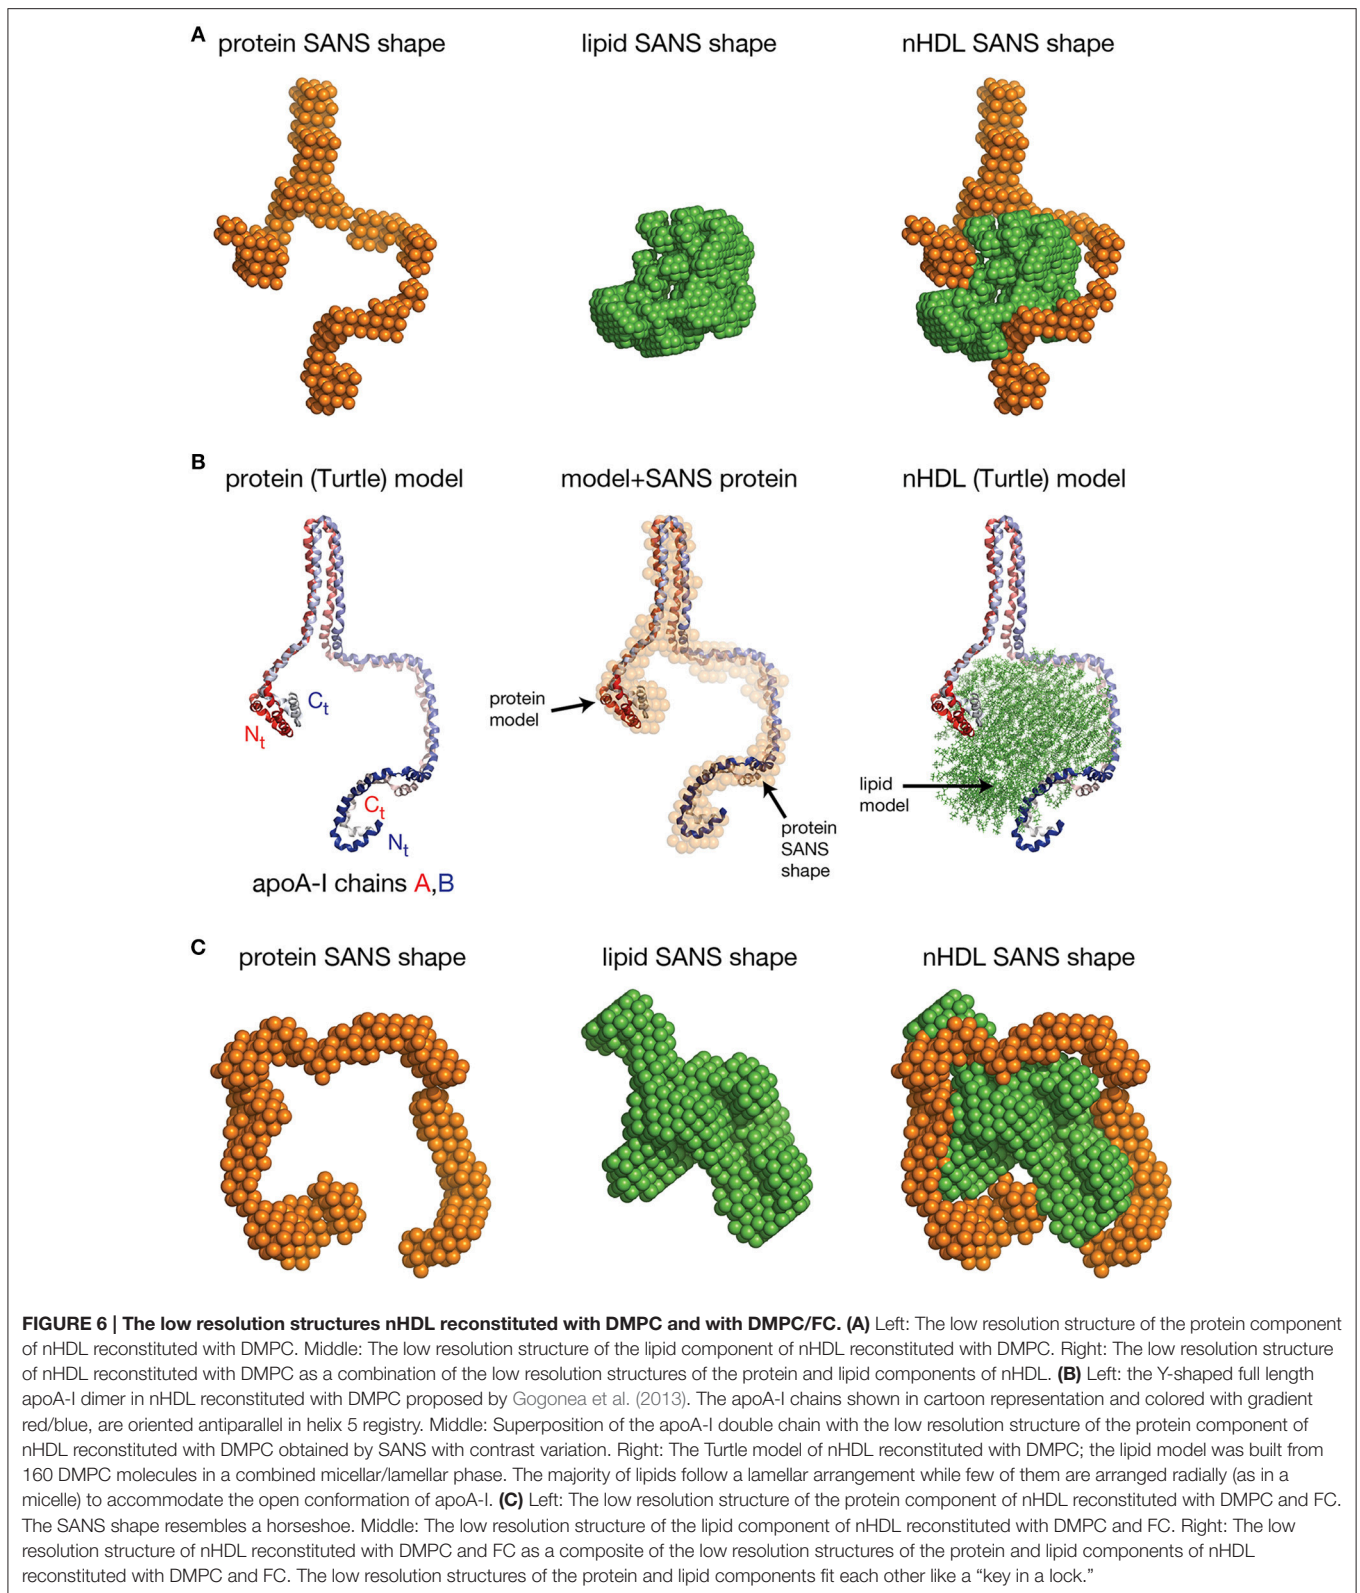 A
protein SANS shape
lipid SANS shape
nHDL SANS shape
B
protein (Turtle) model
model+SANS protein
nHDL (Turtle) model
Ct
Nt
Ct
Nt
apoA-I chains A,B
protein
model
protein
SANS
shape
lipid
model
C
protein SANS shape
lipid SANS shape
nHDL SANS shape
FIGURE 6 | The low resolution structures nHDL reconstituted with DMPC and with DMPC/FC. (A) Left: The low resolution structure of the protein component
of nHDL reconstituted with DMPC. Middle: The low resolution structure of the lipid component of nHDL reconstituted with DMPC. Right: The low resolution structure
of nHDL reconstituted with DMPC as a combination of the low resolution structures of the protein and lipid components of nHDL. (B) Left: the Y-shaped full length
apoA-I dimer in nHDL reconstituted with DMPC proposed by Gogonea et al. (2013). The apoA-I chains shown in cartoon representation and colored with gradient
red/blue, are oriented antiparallel in helix 5 registry. Middle: Superposition of the apoA-I double chain with the low resolution structure of the protein component of
nHDL reconstituted with DMPC obtained by SANS with contrast variation. Right: The Turtle model of nHDL reconstituted with DMPC; the lipid model was built from
160 DMPC molecules in a combined micellar/lamellar phase. The majority of lipids follow a lamellar arrangement while few of them are arranged radially (as in a
micelle) to accommodate the open conformation of apoA-I. (C) Left: The low resolution structure of the protein component of nHDL reconstituted with DMPC and FC.
The SANS shape resembles a horseshoe. Middle: The low resolution structure of the lipid component of nHDL reconstituted with DMPC and FC. Right: The low
resolution structure of nHDL reconstituted with DMPC and FC as a composite of the low resolution structures of the protein and lipid components of nHDL
reconstituted with DMPC and FC. The low resolution structures of the protein and lipid components fit each other like a “key in a lock.”